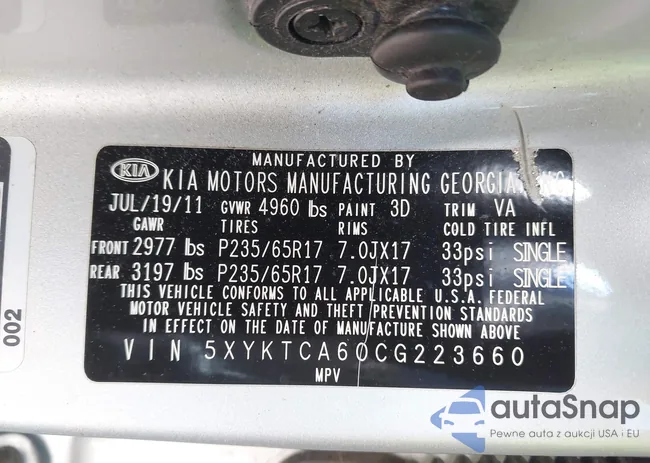 MANUFACTURED BY
KIA KIA MOTORS MANUFACTURING GEORGIA
JUL/19/11 GVWR 4960 lbs PAINT 3D TRIM VA
GAWR TIRES RIMS COLD TIRE INFL
FRONT 2977 lbs P235/65R17 7.0JX17 33psi SINGLE
REAR 3197 lbs P235/65R17 7.0JX17 33psi SINGLE
THIS VEHICLE CONFORMS TO ALL APPLICABLE U.S.A. FEDERAL
MOTOR VEHICLE SAFETY AND THEFT PREVENTION STANDARDS
IN EFFECT ON THE DATE OF MANUFACTURE SHOWN ABOVE.
VIN 5XYKTCA60CG223660
MPV
002
autaSnap
Pewne auta z aukcji USA i EU